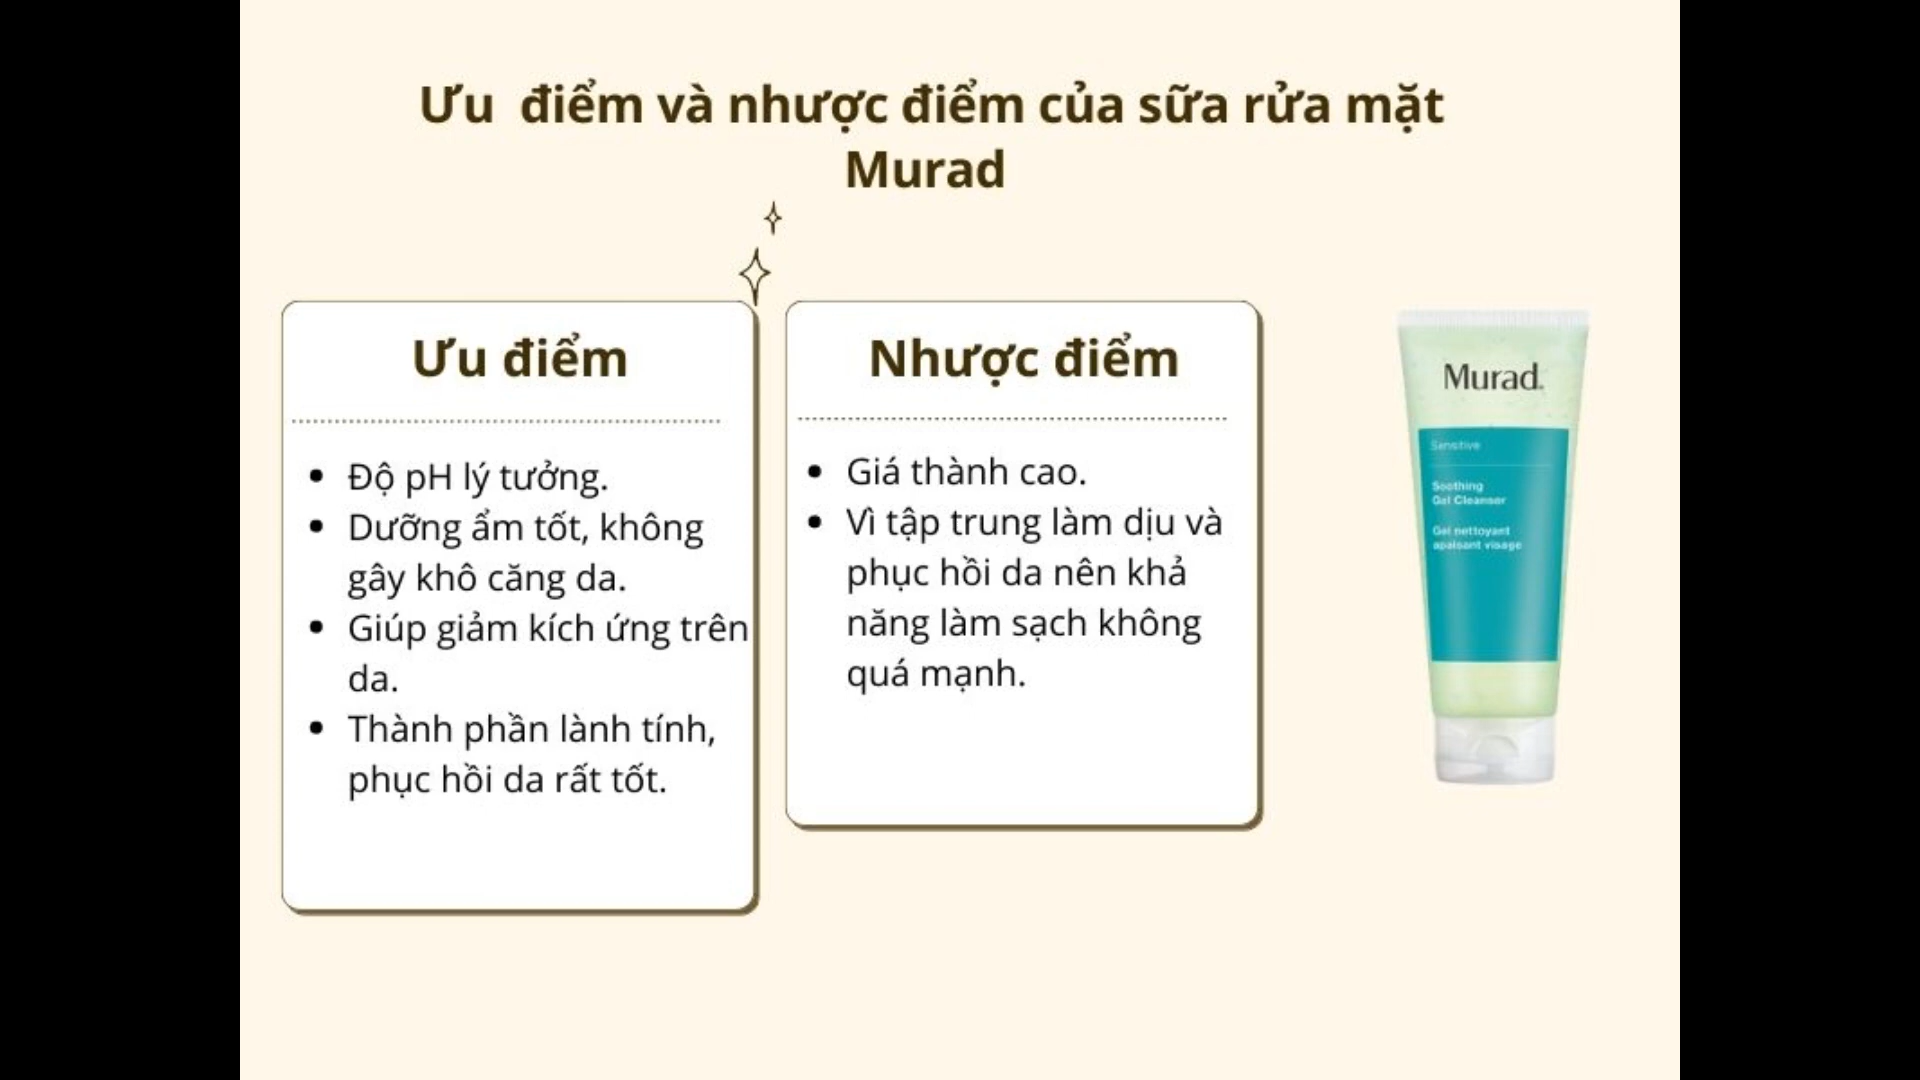 Ưu điểm và nhược điểm của sữa rửa mặt
Murad
Ưu điểm
Độ pH lý tưởng.
Dưỡng ẩm tốt, không
gây khô căng da.
Giúp giảm kích ứng trên
da.
Thành phần lành tính,
phục hồi da rất tốt.
Nhược điểm
Giá thành cao.
Vì tập trung làm dịu và
phục hồi da nên khả
năng làm sạch không
quá mạnh.
Murad.
Sensitive
Soothing
Gel Cleanser
Gel nettoyant
apaisant visage